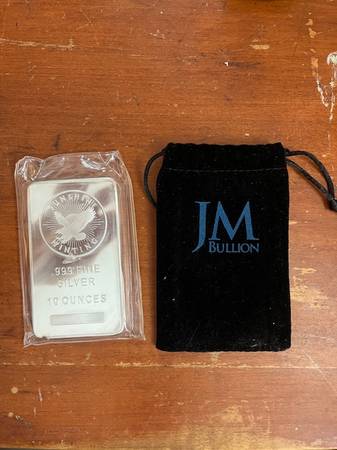 SUNSHINE
MINTING
.999 FINE
SILVER
10 OUNCES
JM
BULLION